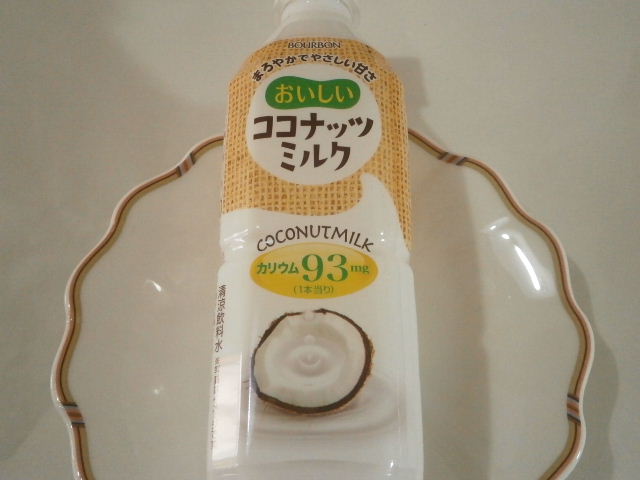 BOURBON
まろやかでやさしい甘さ
おいしい
ココナッツ
ミルク
COCONUTMILK
カリウム93mg
(1本当り)
清涼飲料水